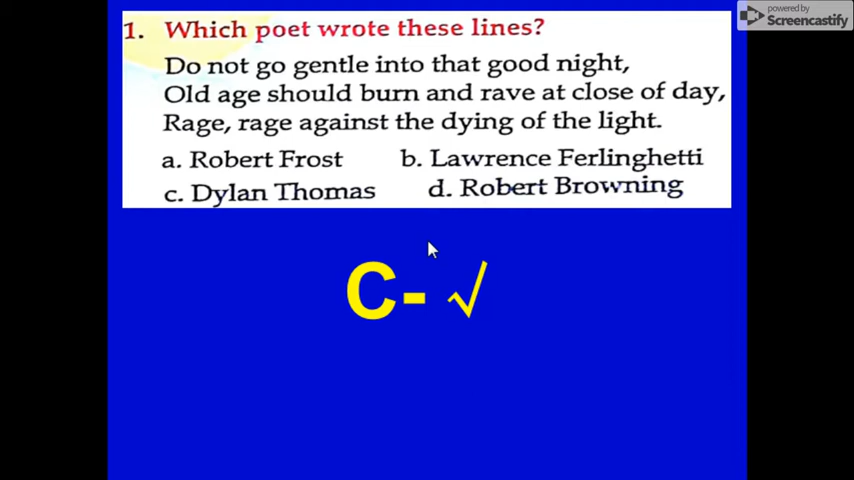 powered by
Screencastify
1. Which poet wrote these lines?
Do not go gentle into that good night,
Old age should burn and rave at close of day,
Rage, rage against the dying of the light.
a. Robert Frost b. Lawrence Ferlinghetti
c. Dylan Thomas d. Robert Browning
C- √